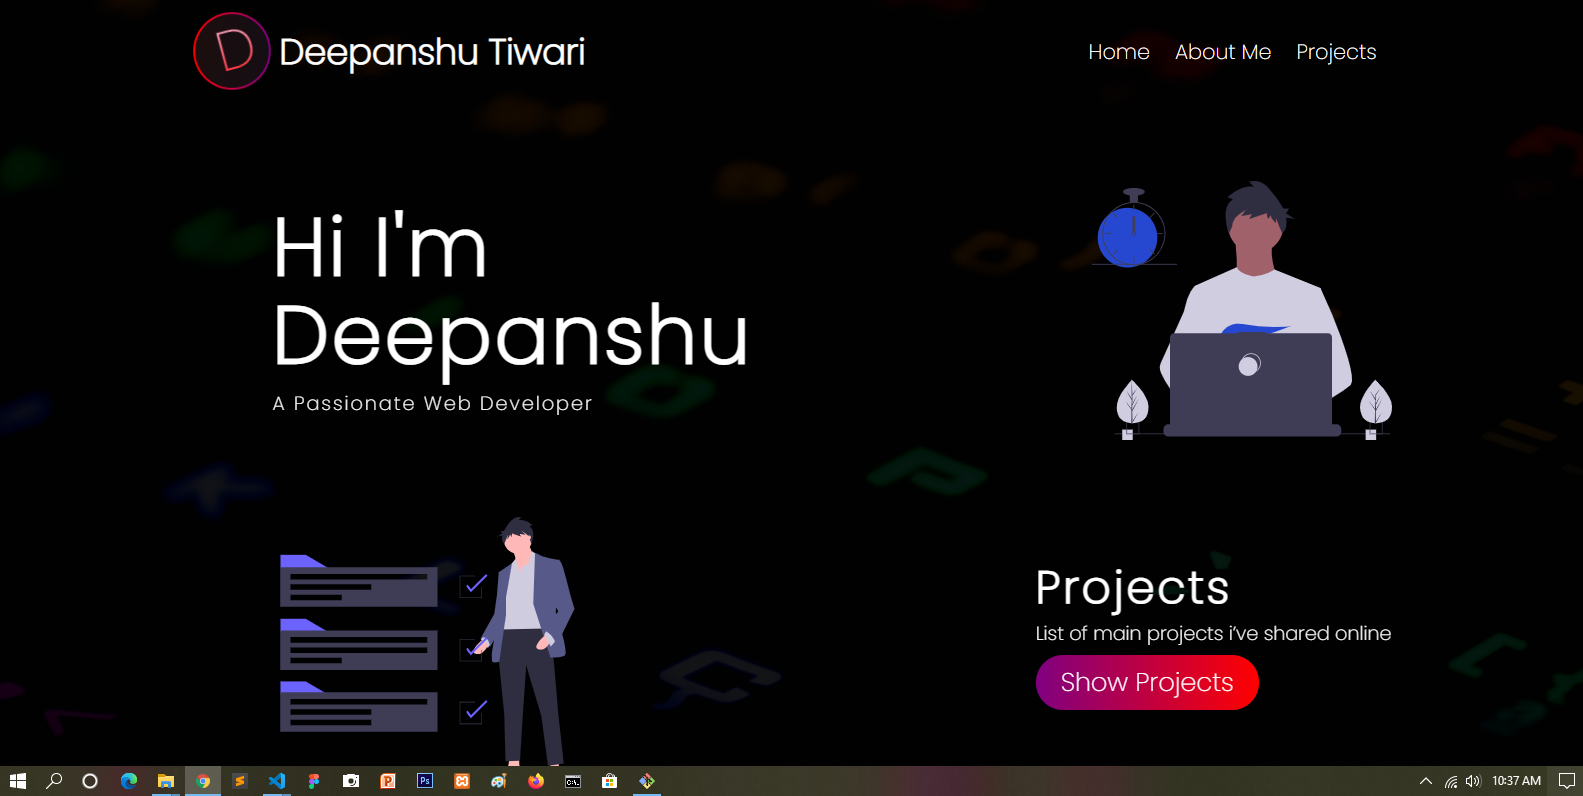 D Deepanshu Tiwari
Home About Me Projects
Hi I'm
Deepanshu
A Passionate Web Developer
Projects
List of main projects i've shared online
Show Projects
10:37 AM